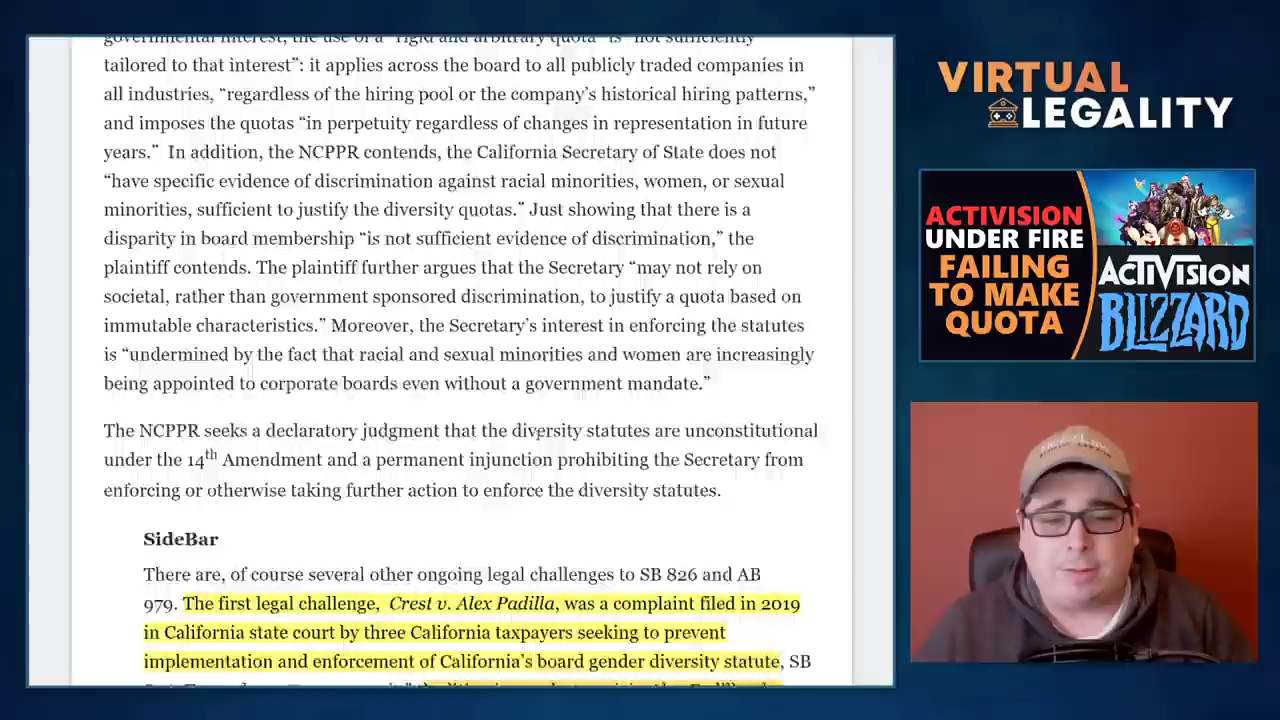 governmental interest, the use of a “rigid and arbitrary quota” is “not sufficiently
tailored to that interest”: it applies across the board to all publicly traded companies in
all industries, “regardless of the hiring pool or the company’s historical hiring patterns,”
and imposes the quotas “in perpetuity regardless of changes in representation in future
years.”  In addition, the NCPPR contends, the California Secretary of State does not
“have specific evidence of discrimination against racial minorities, women, or sexual
minorities, sufficient to justify the diversity quotas.” Just showing that there is a
disparity in board membership “is not sufficient evidence of discrimination,” the
plaintiff contends. The plaintiff further argues that the Secretary “may not rely on
societal, rather than government sponsored discrimination, to justify a quota based on
immutable characteristics.” Moreover, the Secretary’s interest in enforcing the statutes
is “undermined by the fact that racial and sexual minorities and women are increasingly
being appointed to corporate boards even without a government mandate.”
The NCPPR seeks a declaratory judgment that the diversity statutes are unconstitutional
under the 14th Amendment and a permanent injunction prohibiting the Secretary from
enforcing or otherwise taking further action to enforce the diversity statutes.
SideBar
There are, of course several other ongoing legal challenges to SB 826 and AB
979. The first legal challenge,  Crest v. Alex Padilla, was a complaint filed in 2019
in California state court by three California taxpayers seeking to prevent
implementation and enforcement of California’s board gender diversity statute, SB
VIRTUAL
LEGALITY
ACTIVISION
UNDER FIRE
FAILING
TO MAKE
QUOTA
ACTIVISION
BLIZZARD